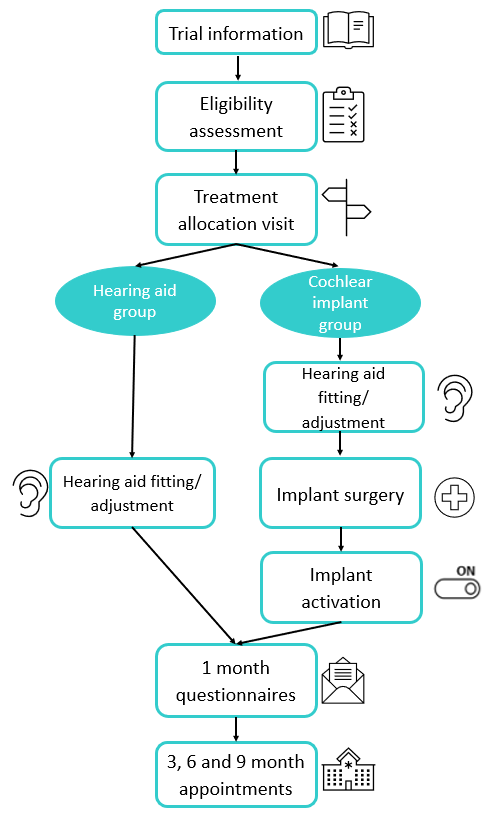 Trial information
Eligibility
assessment
Treatment
allocation visit
Hearing aid
group
Cochlear
implant
group
Hearing aid
fitting/
adjustment
Hearing aid fitting/
adjustment
Implant surgery
Implant
activation
ON
1 month
questionnaires
3, 6 and 9 month
appointments